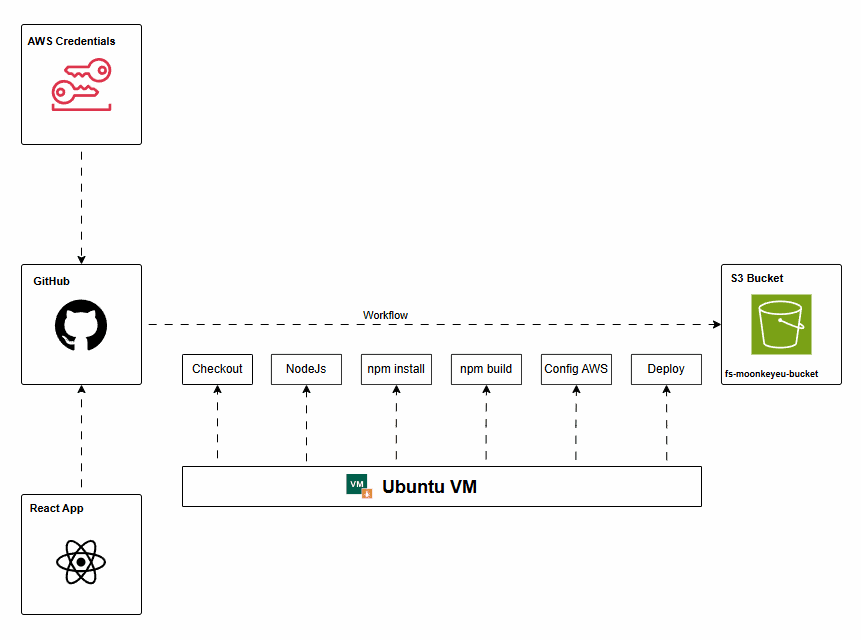 AWS Credentials
GitHub
Workflow
S3 Bucket
fs-moonkeyeu-bucket
Checkout
NodeJs
npm install
npm build
Config AWS
Deploy
VM
Ubuntu VM
React App